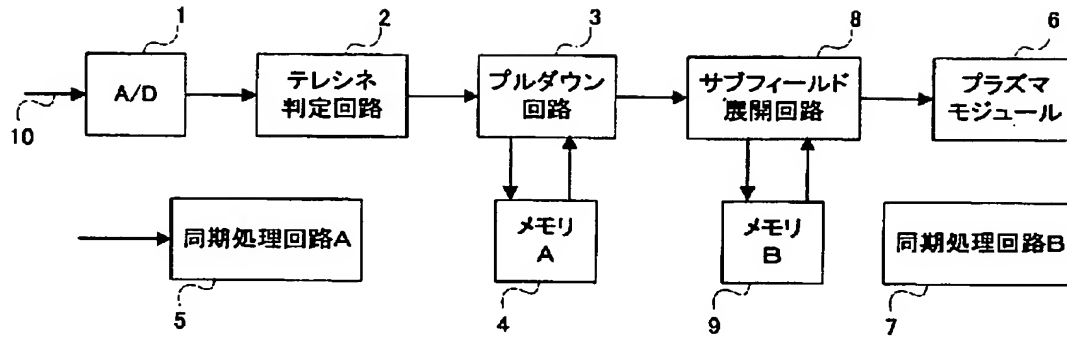 1
2
3
8
6
A/D
テレシネ
判定回路
プルダウン
回路
サブフィールド
展開回路
プラズマ
モジュール
10
同期処理回路A
メモリ
A
メモリ
B
同期処理回路B
5
4
9
7